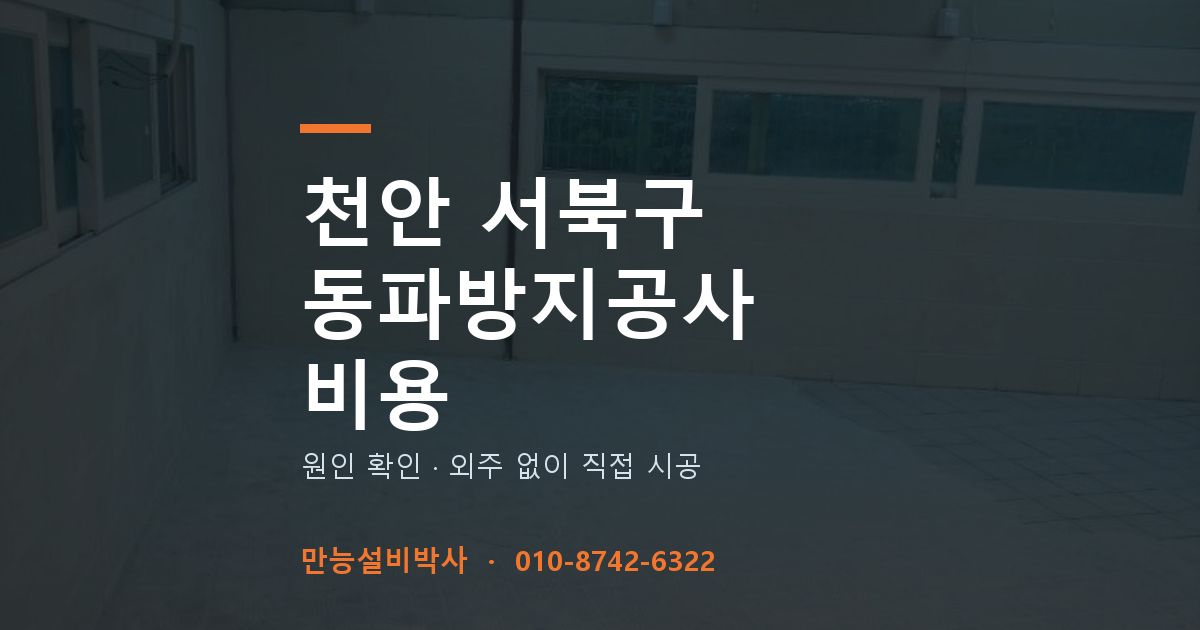 천안 서북구
동파방지공사
비용
원인 확인 · 외주 없이 직접 시공
만능설비박사 · 010-8742-6322